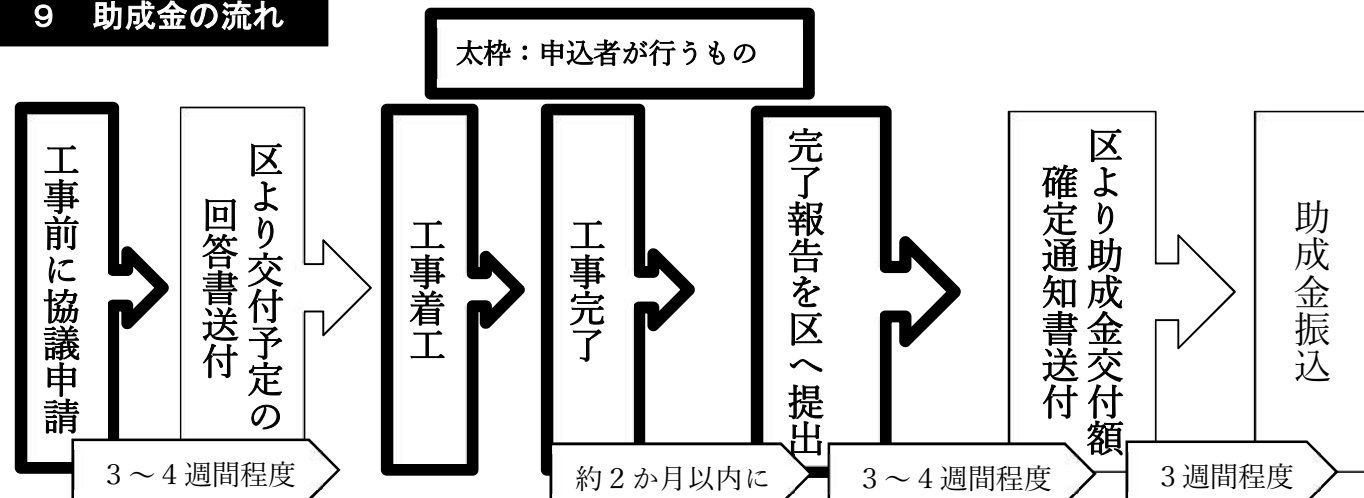 ９　助成金の流れ
太枠：申込者が行うもの
工事前に協議申請
区より交付予定の
回答書送付
工事着工
工事完了
完了報告を区へ提出
区より助成金交付額
確定通知書送付
助成金振込
３～４週間程度
約２か月以内に
３～４週間程度
３週間程度